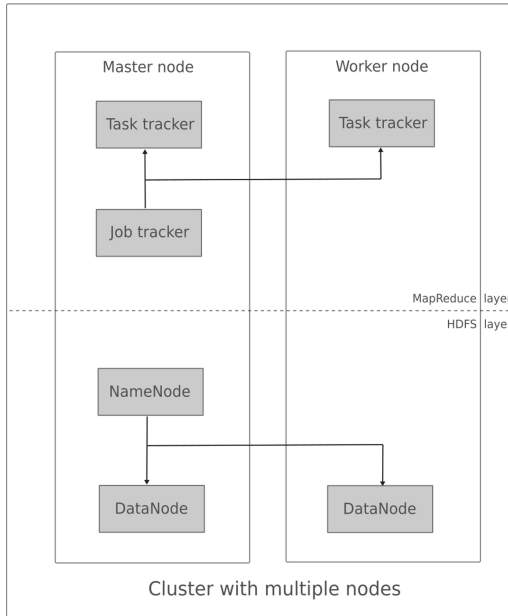 Master node
Worker node
Task tracker
Task tracker
Job tracker
MapReduce layer
HDFS layer
NameNode
DataNode
DataNode
Cluster with multiple nodes